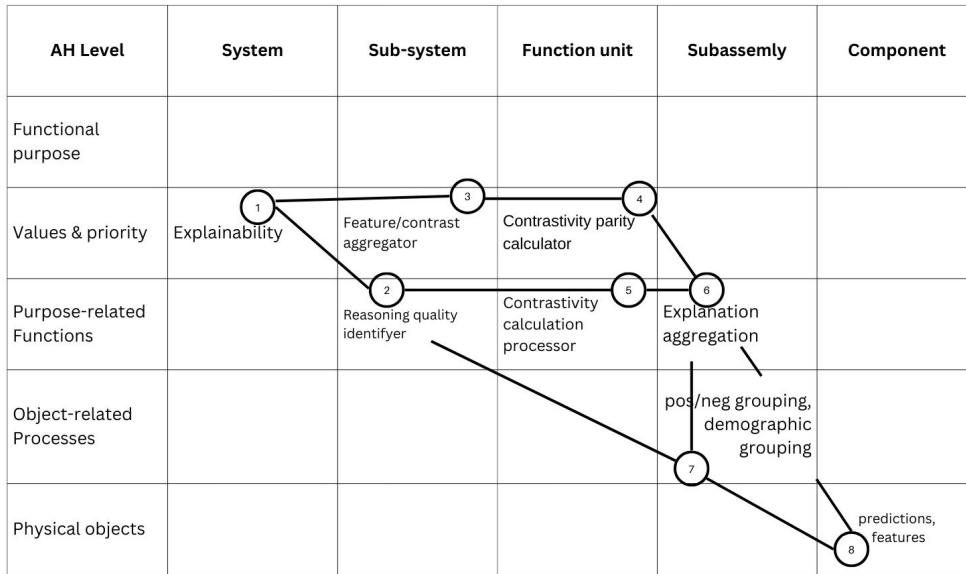 AH Level
System
Sub-system
Function unit
Subassemly
Component
Functional
purpose
1
3
4
Values & priority
Explainability
Feature/contrast
aggregator
Contrastivity parity
calculator
2
5
6
Purpose-related
Functions
Reasoning quality
identifyer
Contrastivity
calculation
processor
Explanation
aggregation
Object-related
Processes
pos/neg grouping,
demographic
grouping
7
Physical objects
predictions,
features
8